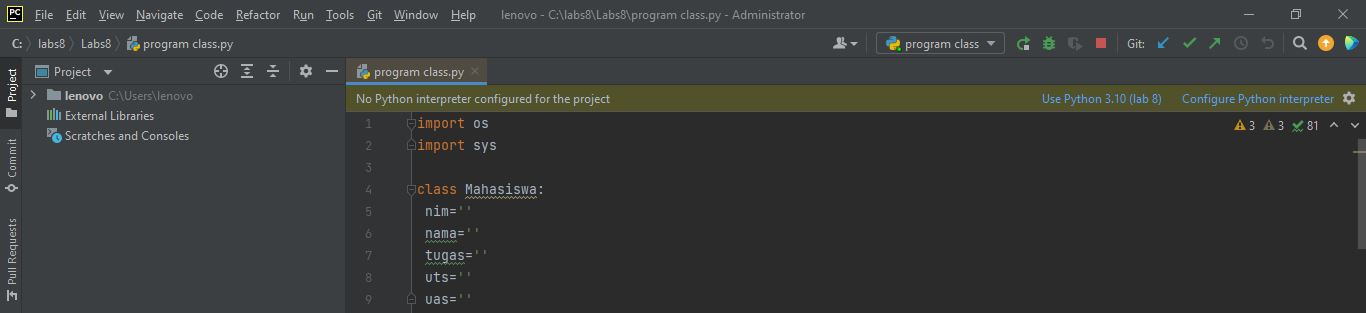 PC File Edit View Navigate Code Refactor Run Tools Git Window Help lenovo - C:\labs8\Labs8\program class.py - Administrator
C: labs8 Labs8 program class.py program class Git:
Project program class.py
No Python interpreter configured for the project Use Python 3.10 (lab 8) Configure Python interpreter
lenovo C:\Users\lenovo
External Libraries
Scratches and Consoles
Project
Commit
Pull Requests
1 import os
3 3 81
2 import sys
3
4 class Mahasiswa:
5 nim=''
6 nama=''
7 tugas=''
8 uts=''
9 uas=''